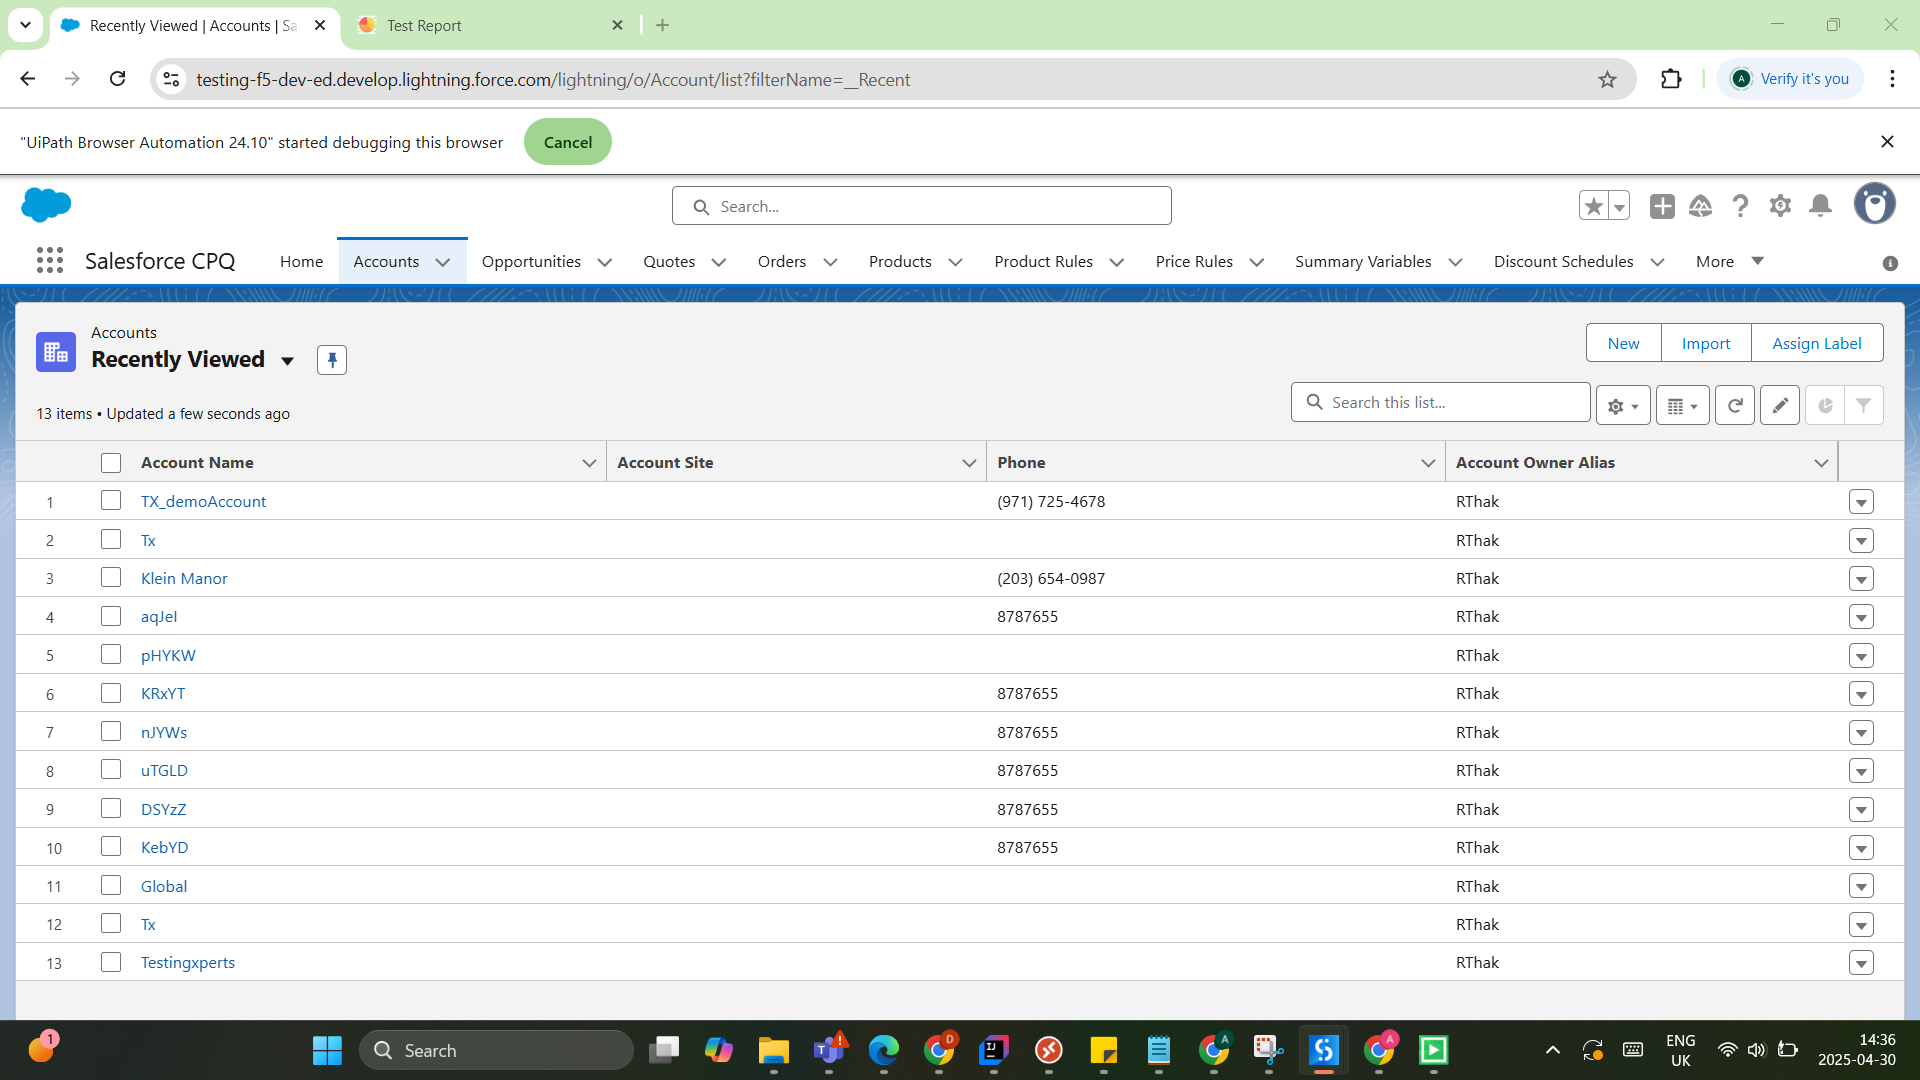 Recently Viewed | Accounts | Sa
Test Report
testing-f5-dev-ed.develop.lightning.force.com/lightning/o/Account/list?filterName=__Recent
A
Verify it's you
"UiPath Browser Automation 24.10" started debugging this browser
Cancel
Search...
Salesforce CPQ
Home
Accounts
Opportunities
Quotes
Orders
Products
Product Rules
Price Rules
Summary Variables
Discount Schedules
More
Accounts
Recently Viewed
New
Import
Assign Label
13 items • Updated a few seconds ago
Search this list...
Account Name
Account Site
Phone
Account Owner Alias
1 TX_demoAccount (971) 725-4678 RThak
2 Tx RThak
3 Klein Manor (203) 654-0987 RThak
4 aqJel 8787655 RThak
5 pHYKW RThak
6 KRxYT 8787655 RThak
7 nJYWs 8787655 RThak
8 uTGLD 8787655 RThak
9 DSYzZ 8787655 RThak
10 KebYD 8787655 RThak
11 Global RThak
12 Tx RThak
13 Testingxperts RThak
1
Search
D
A
A
ENG
UK
14:36
2025-04-30